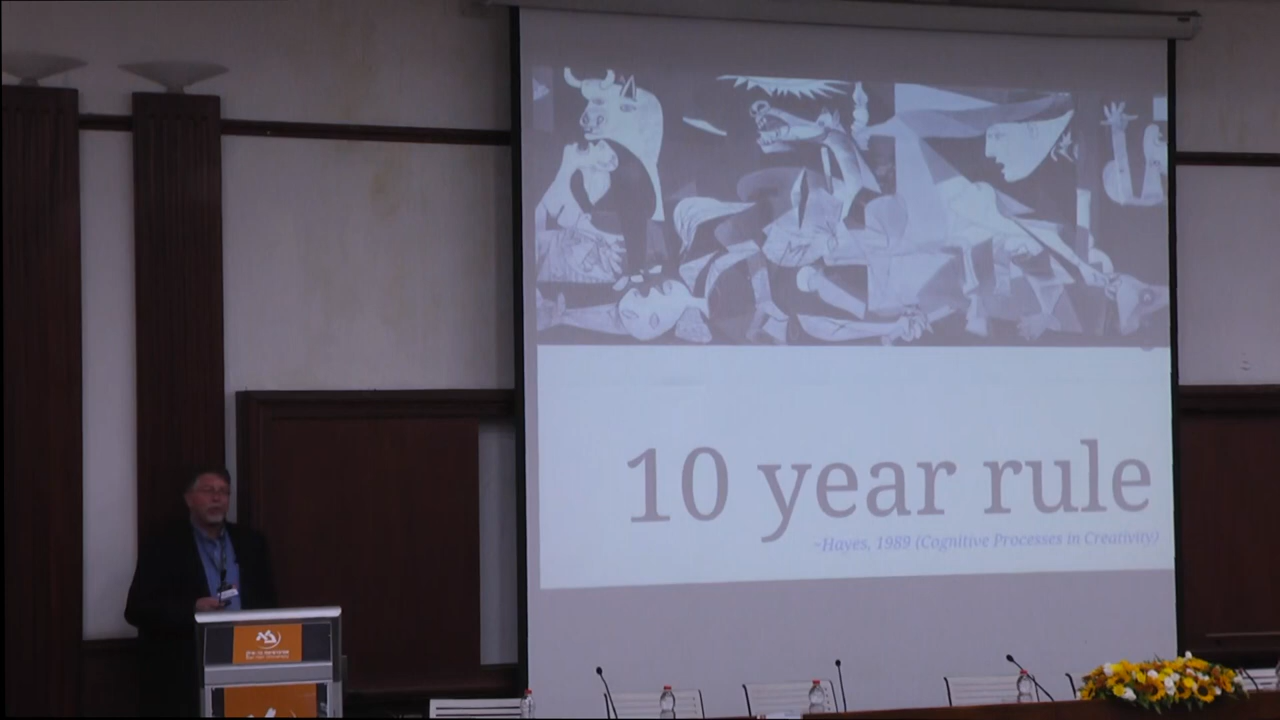 10 year rule
~Hayes, 1989 (Cognitive Processes in Creativity)